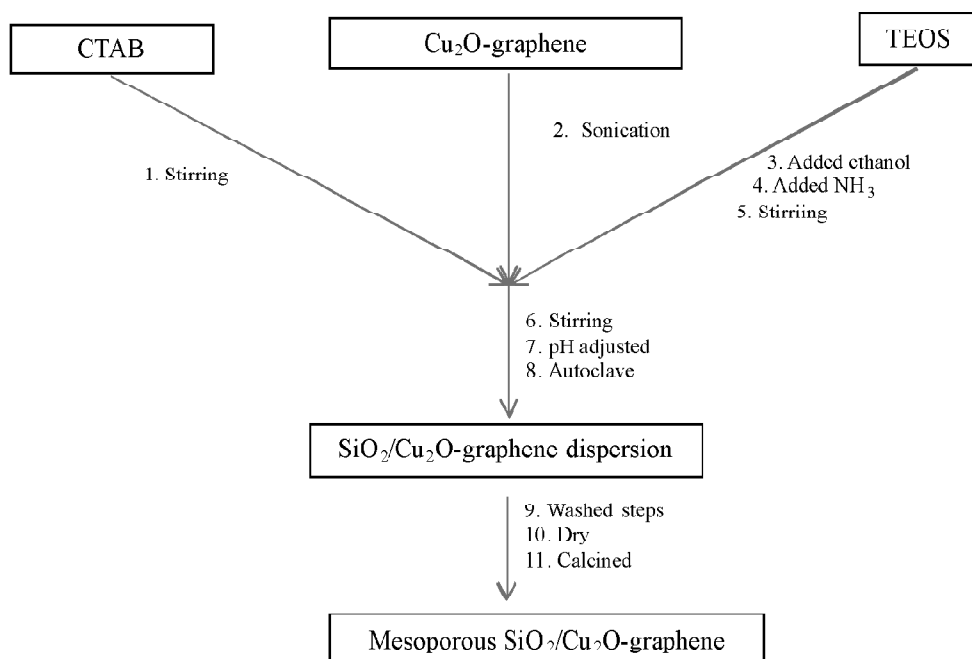 CTAB
Cu₂O-graphene
TEOS
1. Stirring
2. Sonication
3. Added ethanol
4. Added NH₃
5. Stirriing
6. Stirring
7. pH adjusted
8. Autoclave
SiO₂/Cu₂O-graphene dispersion
9. Washed steps
10. Dry
11. Calcined
Mesoporous SiO₂/Cu₂O-graphene